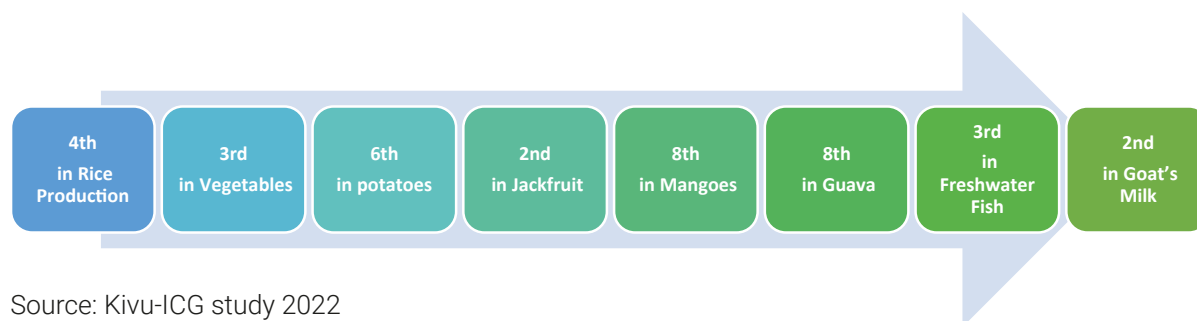 4th
in Rice
Production
3rd
in Vegetables
6th
in potatoes
2nd
in Jackfruit
8th
in Mangoes
8th
in Guava
3rd
in
Freshwater
Fish
2nd
in Goat's
Milk
Source: Kivu-ICG study 2022